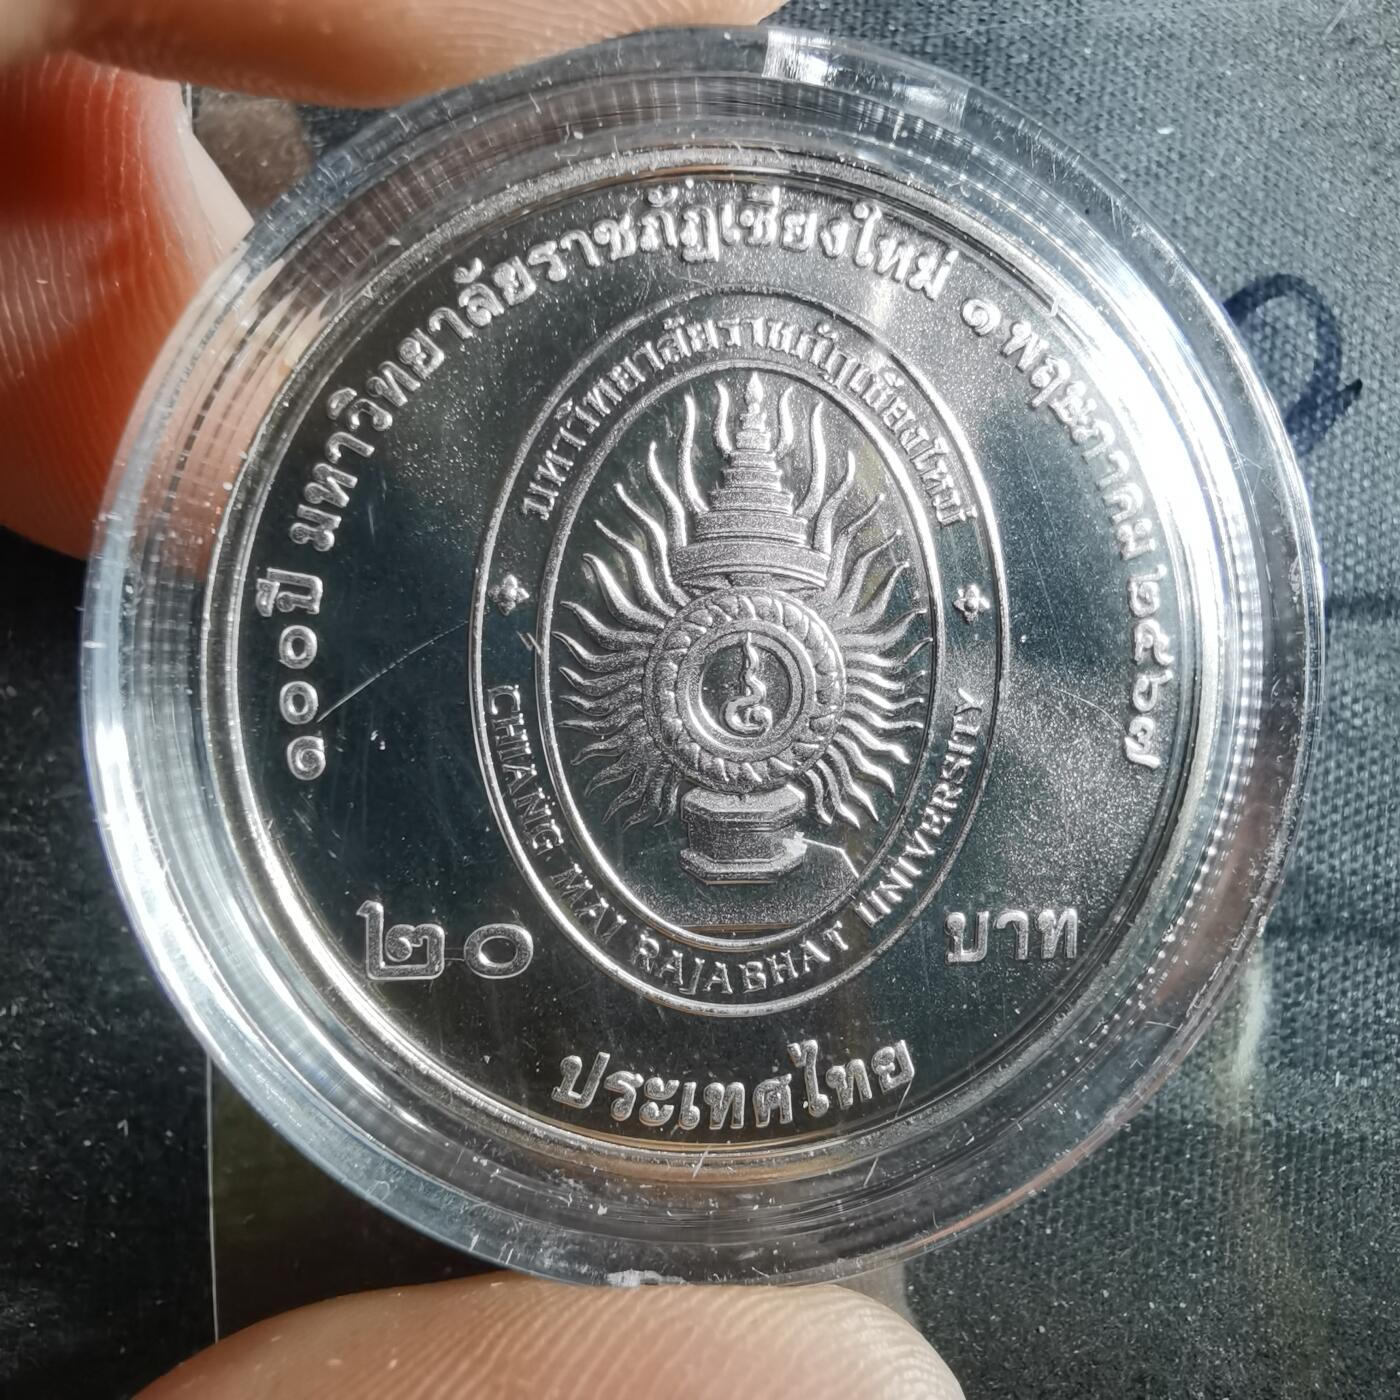 ๑๐๐ปี มหาวิทยาลัยราชภัฏเชียงใหม่ ๑ พฤษภาคม ๒๕๖๗
มหาวิทยาลัยราชภัฏเชียงใหม่
CHIANG MAI RAJABHAT UNIVERSITY
๒๐ บาท
ประเทศไทย